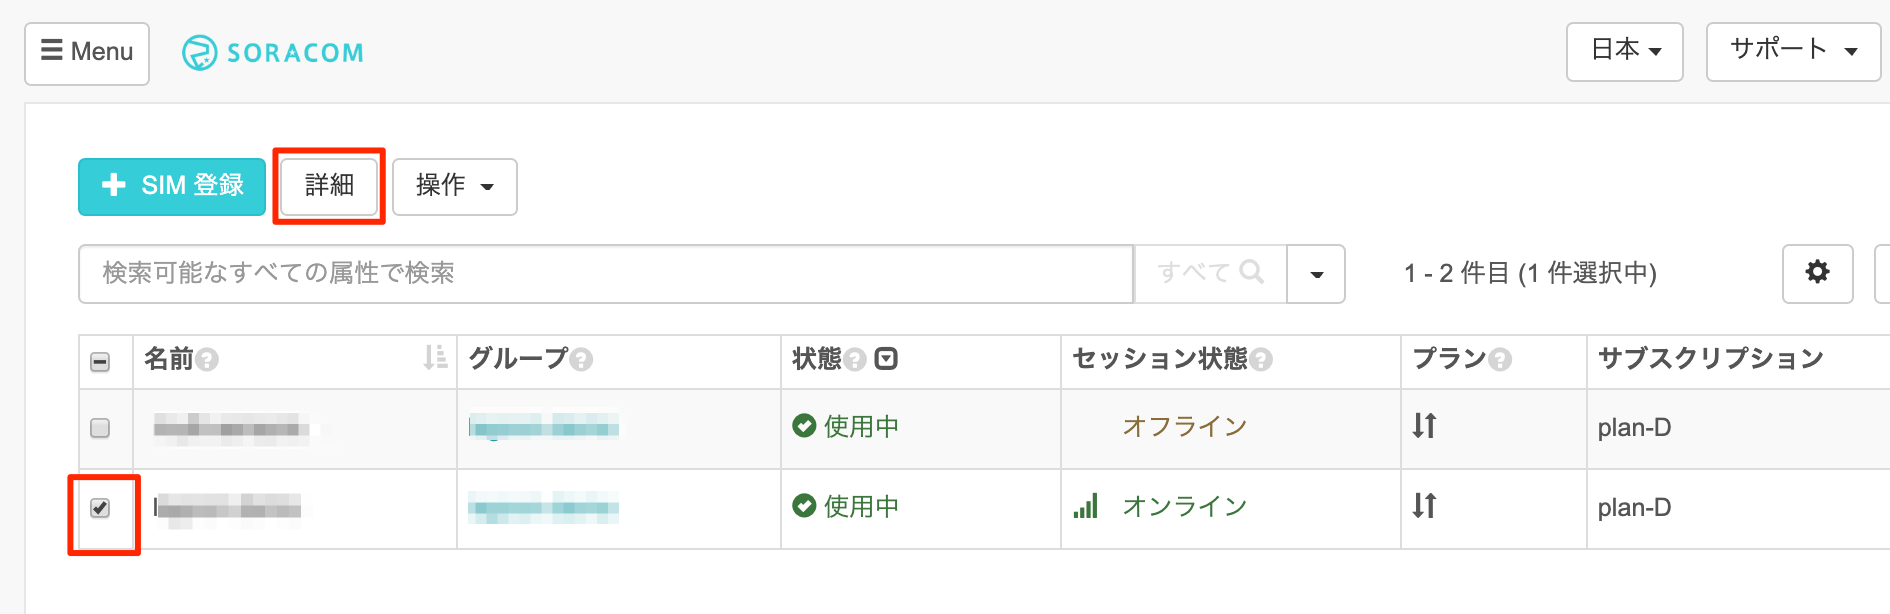 Menu SORACOM 日本 サポート
SIM 登録 詳細 操作
検索可能なすべての属性で検索 すべて 1 - 2 件目 (1 件選択中)
名前 グループ 状態 セッション状態 プラン サブスクリプション
使用中 オフライン plan-D
使用中 オンライン plan-D